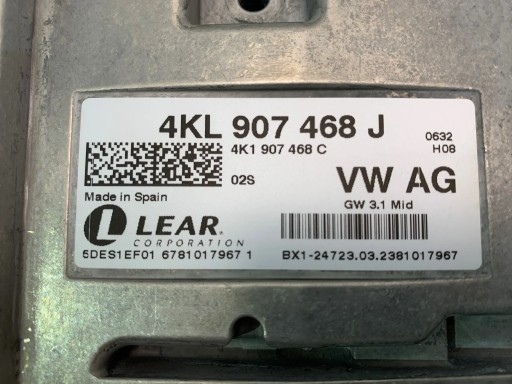 4KL 907 468 J 0632
4K1 907 468 C H08
02S VW AG
Made in Spain GW 3.1 Mid
LEAR
CORPORATION
5DES1EF01 6781017967 1 BX1-24723.03.2381017967